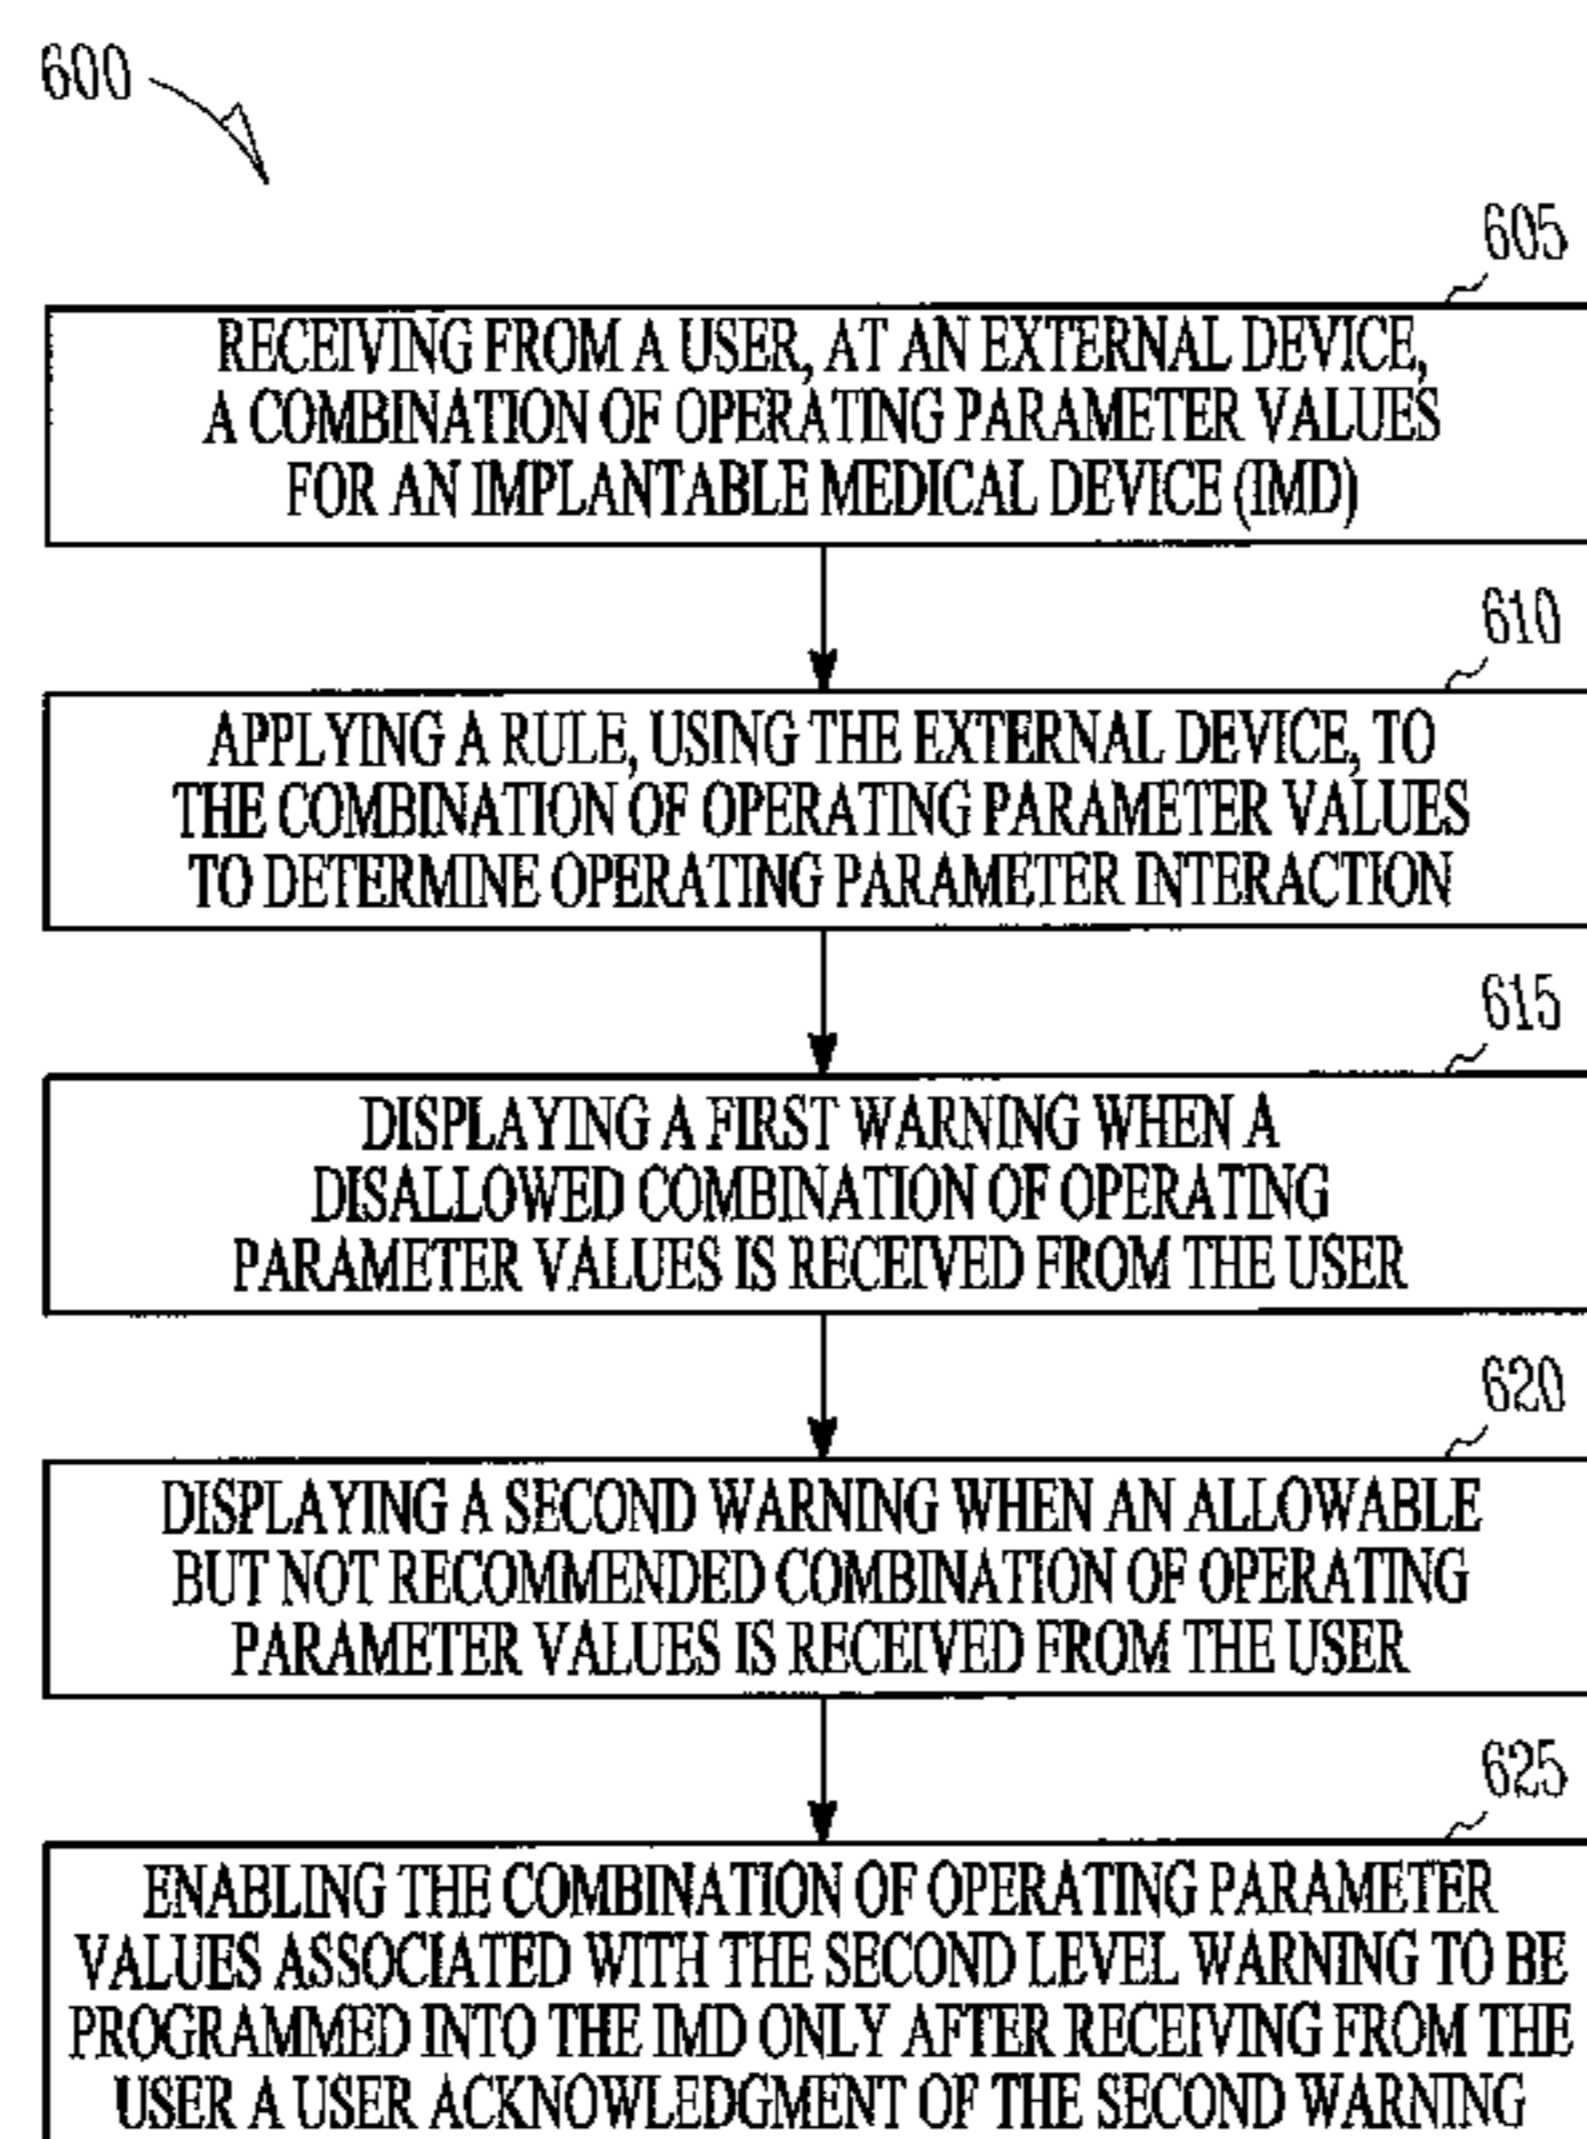 600
605
RECEIVING FROM A USER, AT AN EXTERNAL DEVICE,
A COMBINATION OF OPERATING PARAMETER VALUES
FOR AN IMPLANTABLE MEDICAL DEVICE (IMD)
610
APPLYING A RULE, USING THE EXTERNAL DEVICE, TO
THE COMBINATION OF OPERATING PARAMETER VALUES
TO DETERMINE OPERATING PARAMETER INTERACTION
615
DISPLAYING A FIRST WARNING WHEN A
DISALLOWED COMBINATION OF OPERATING
PARAMETER VALUES IS RECEIVED FROM THE USER
620
DISPLAYING A SECOND WARNING WHEN AN ALLOWABLE
BUT NOT RECOMMENDED COMBINATION OF OPERATING
PARAMETER VALUES IS RECEIVED FROM THE USER
625
ENABLING THE COMBINATION OF OPERATING PARAMETER
VALUES ASSOCIATED WITH THE SECOND LEVEL WARNING TO BE
PROGRAMMED INTO THE IMD ONLY AFTER RECEIVING FROM THE
USER A USER ACKNOWLEDGMENT OF THE SECOND WARNING